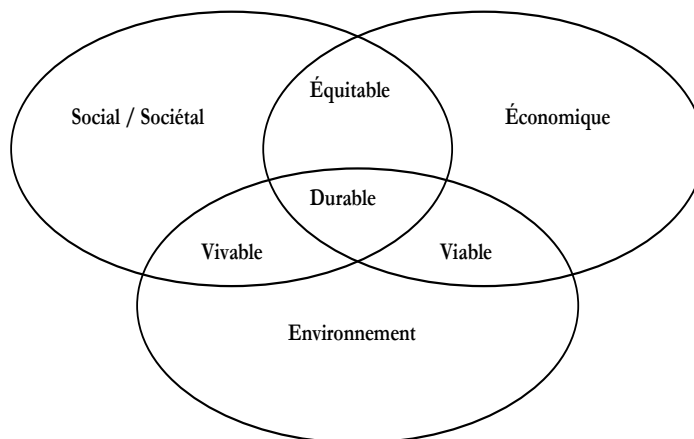 Équitable
Social / Sociétal
Économique
Durable
Vivable
Viable
Environnement